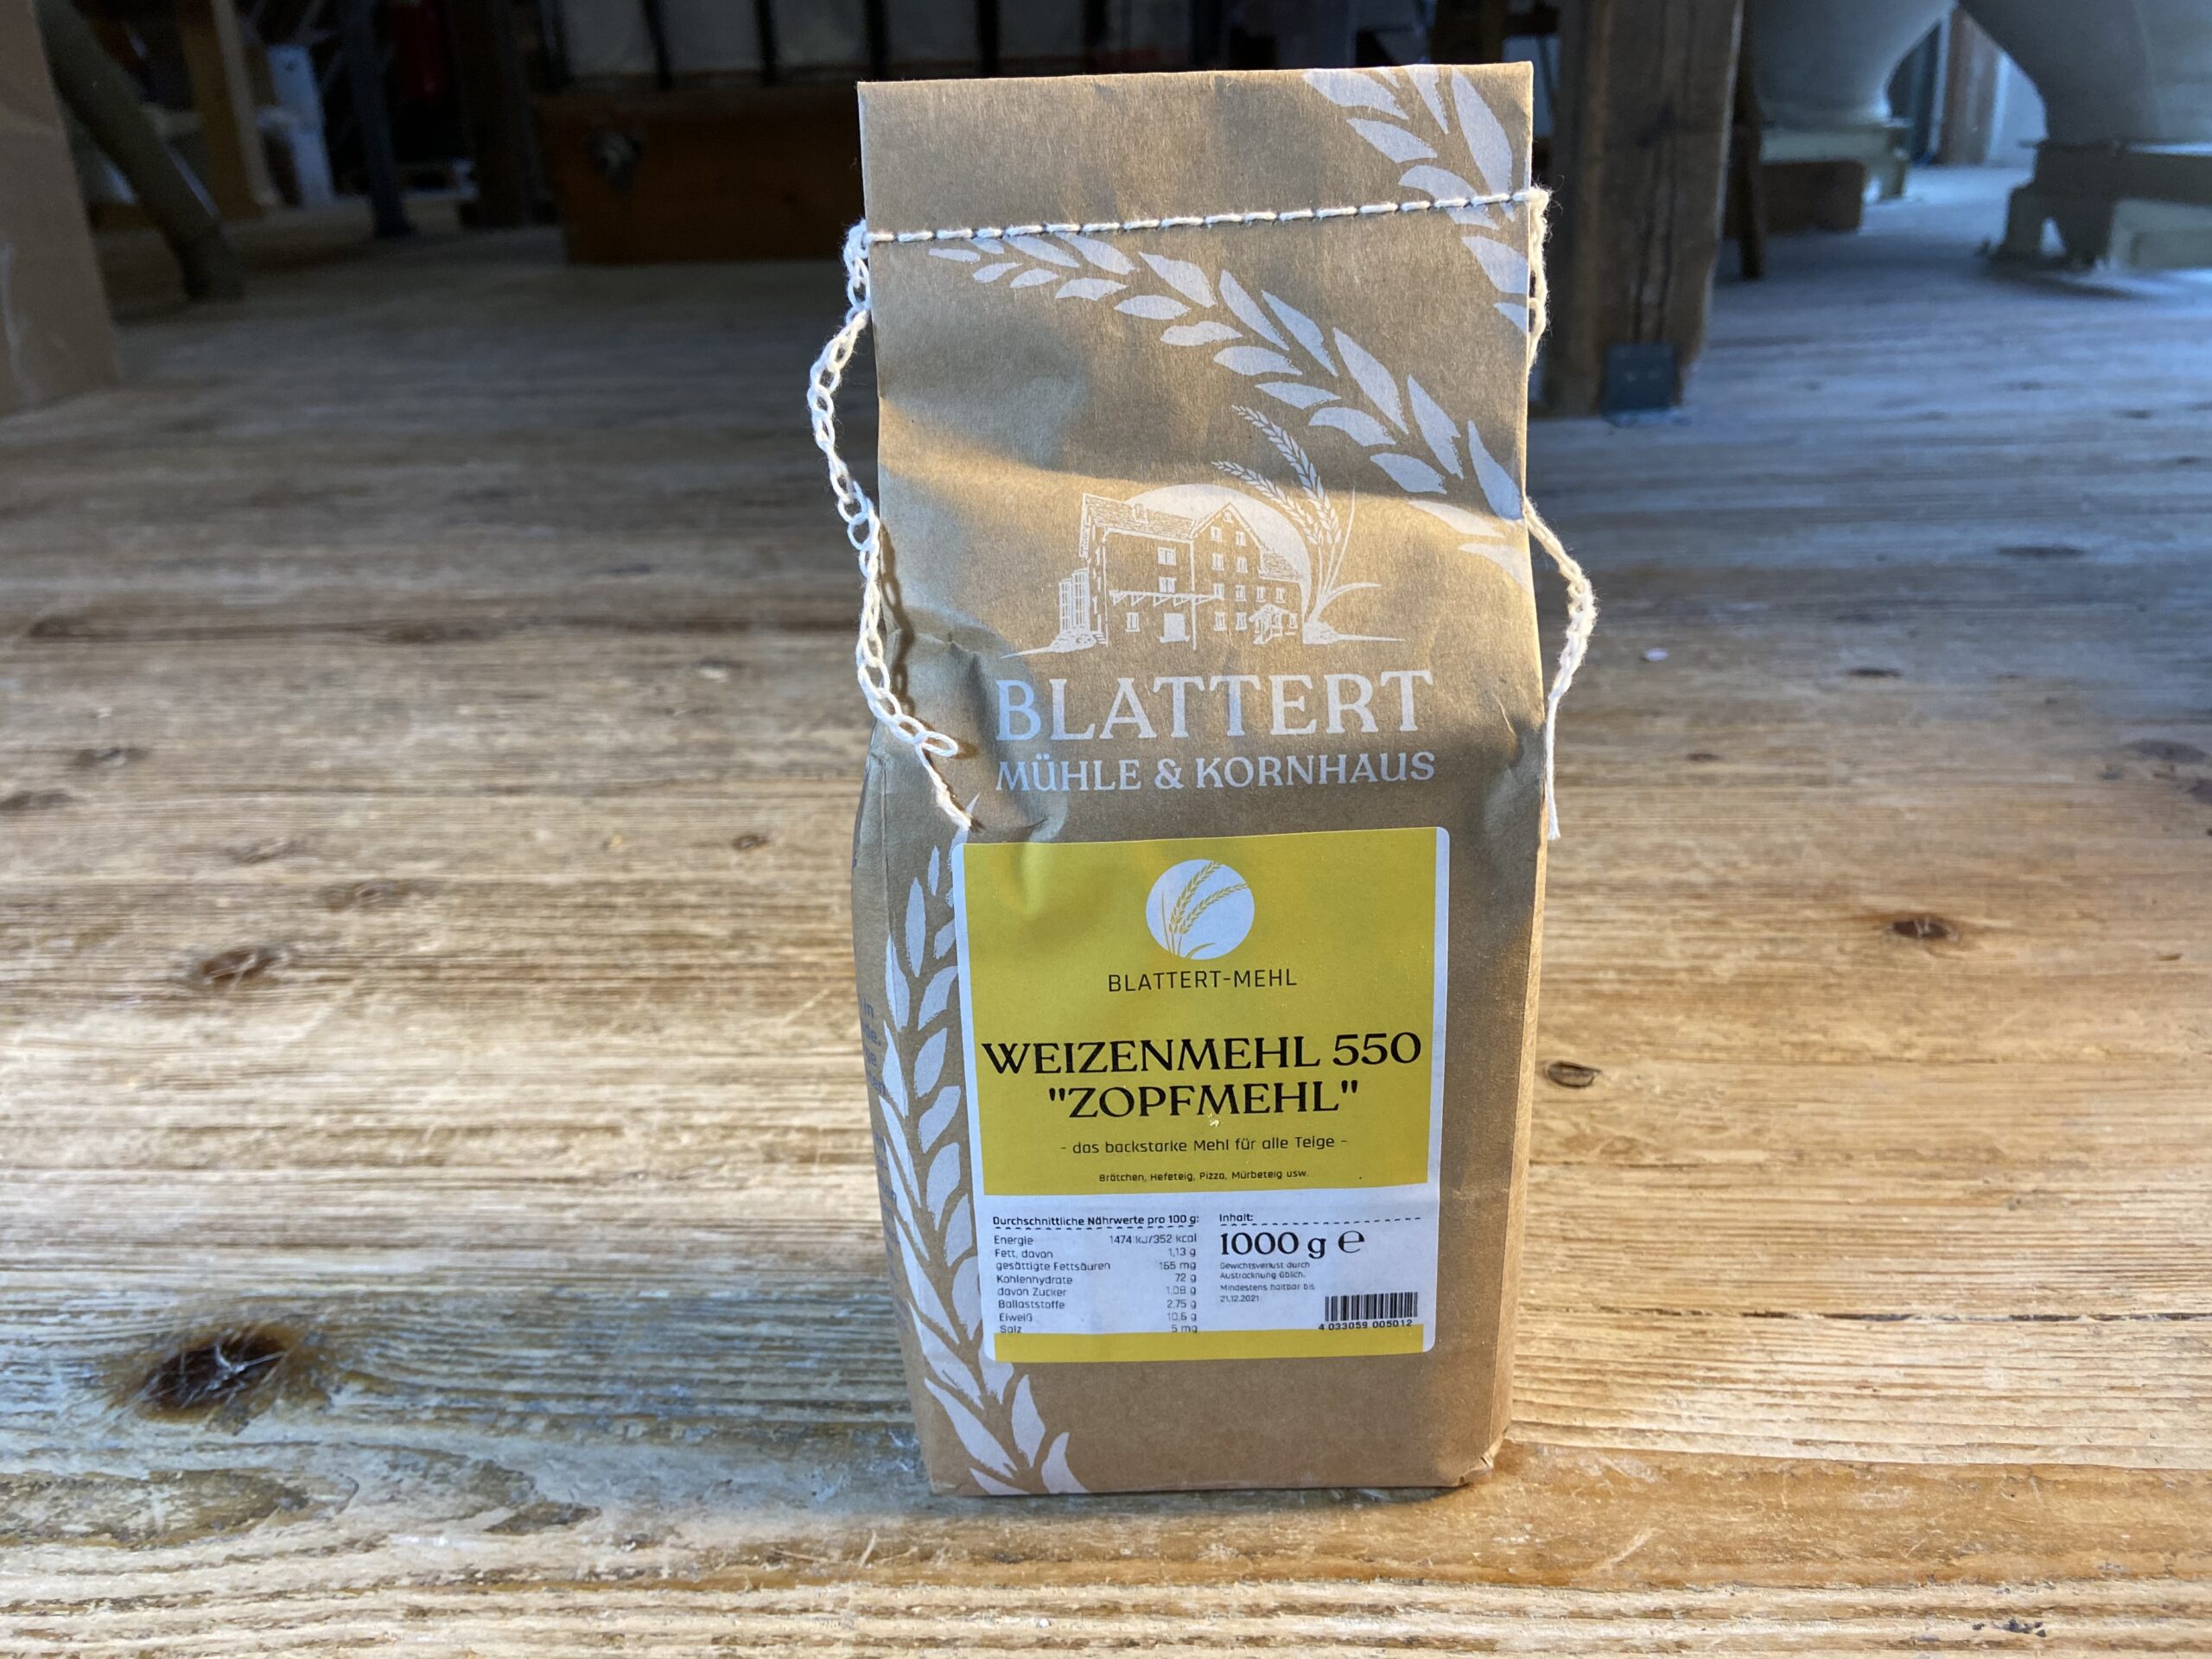 BLATTERT
MÜHLE & KORNHAUS
BLATTERT-MEHL
WEIZENMEHL 550
"ZOPFMEHL"
- das backstarke Mehl für alle Teige -
Brötchen, Hefeteig, Pizza, Mürbeteig usw.
Durchschnittliche Nährwerte pro 100 g:
Energie 1474 kJ/352 kcal
Fett, davon 1,13 g
gesättigte Fettsäuren 165 mg
Kohlenhydrate 72 g
davon Zucker 1,08 g
Ballaststoffe 2,75 g
Eiweiß 10,6 g
Salz 5 mg
Inhalt:
1000 g ℮
Gewichtsverlust durch
Austrocknung üblich.
Mindestens haltbar bis
21.12.2021
4 033059 005012